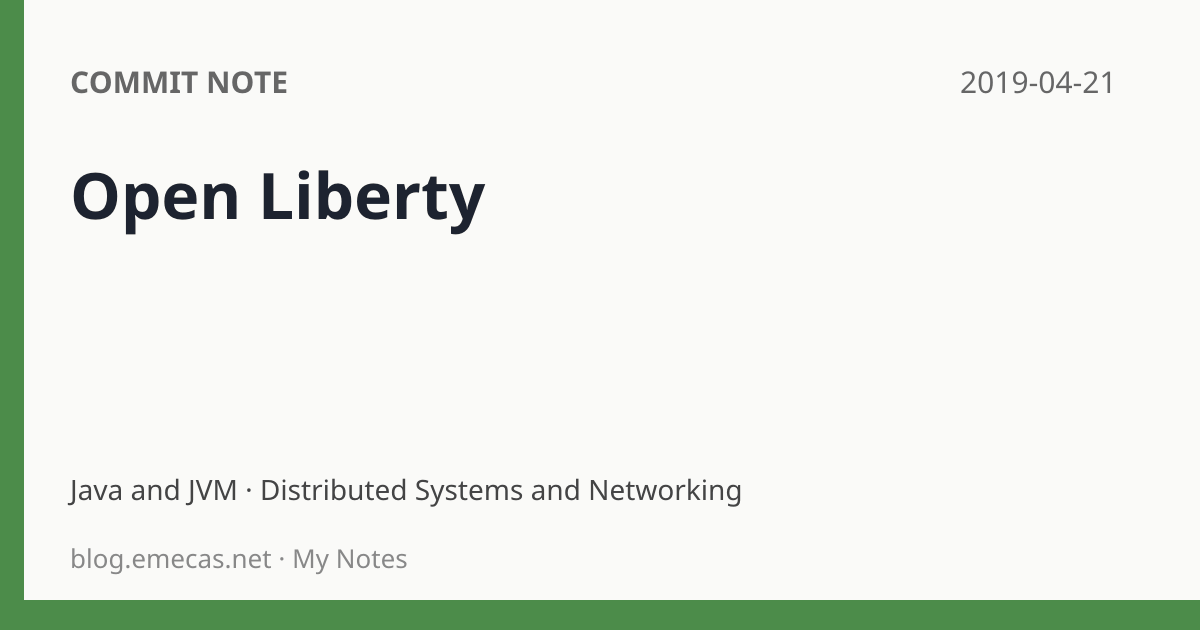 COMMIT NOTE
2019-04-21
Open Liberty
Java and JVM · Distributed Systems and Networking
blog.emecas.net · My Notes